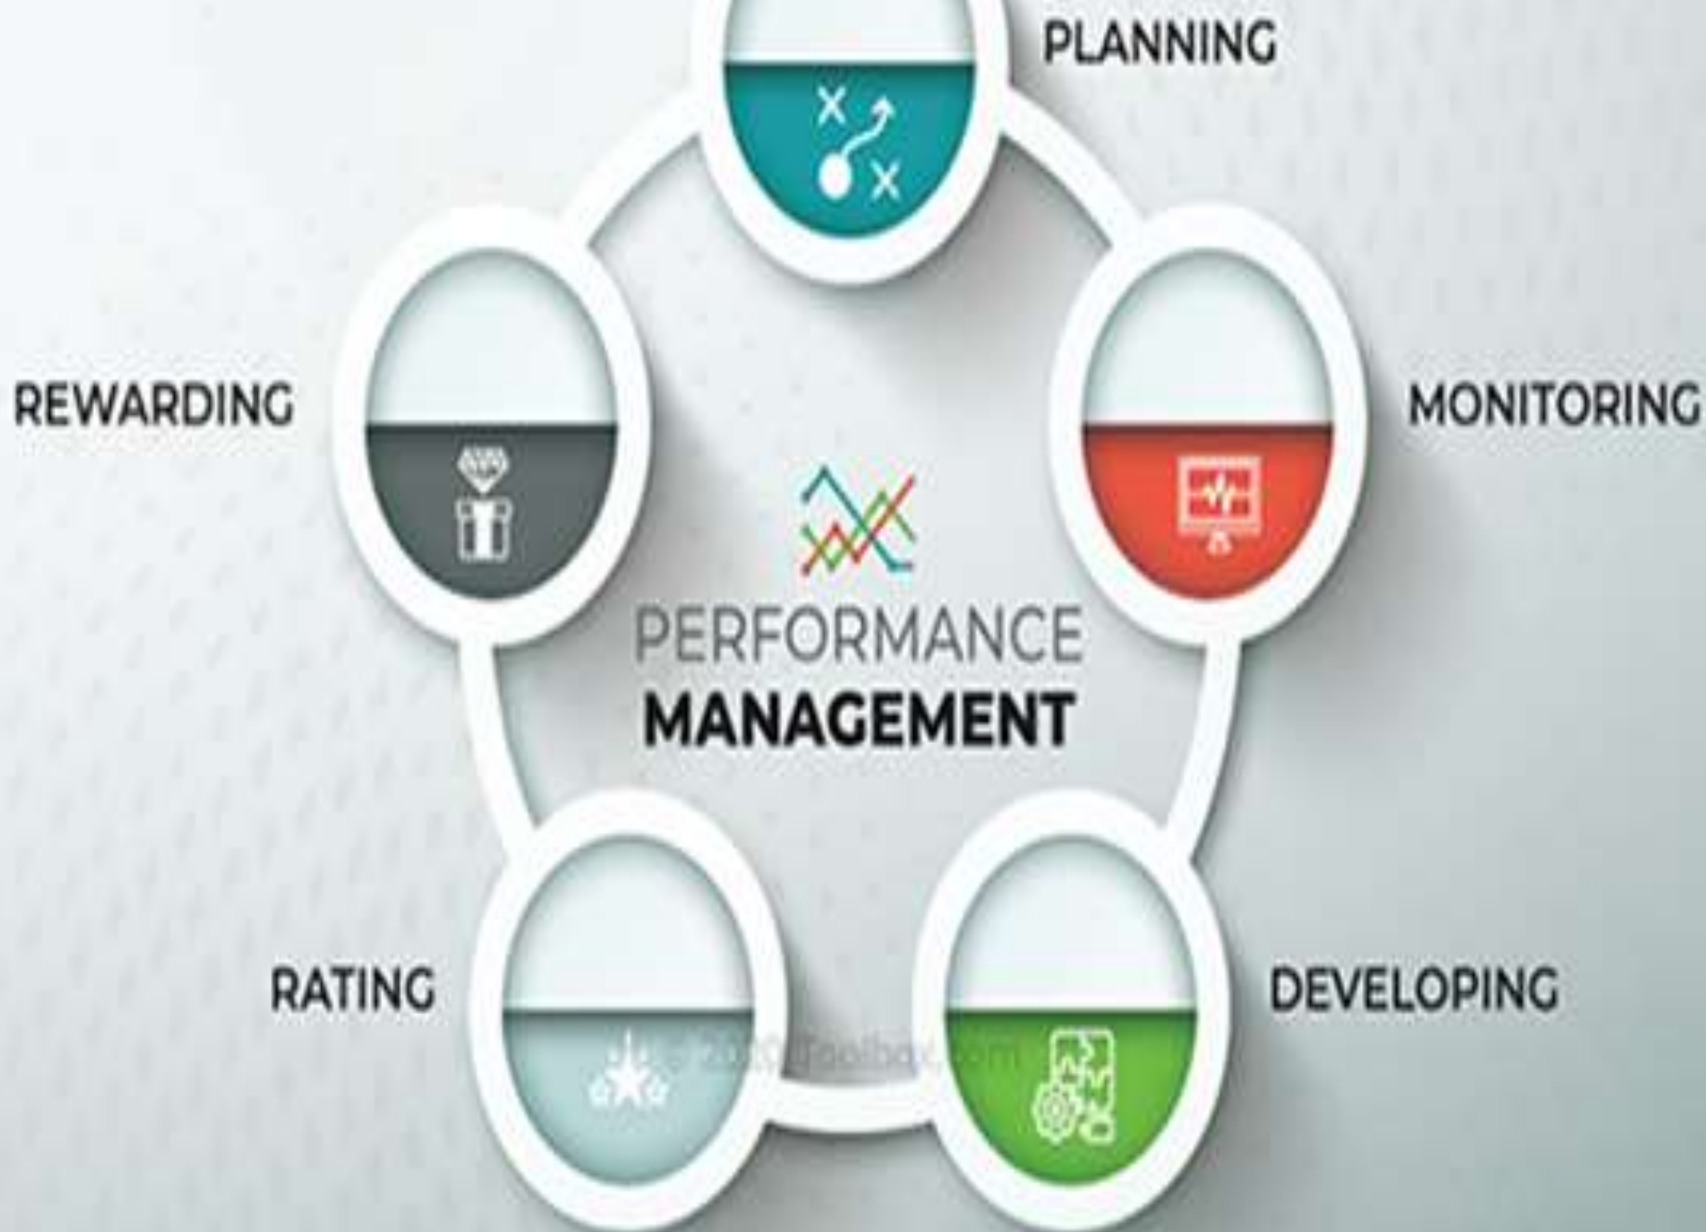 PLANNING
MONITORING
REWARDING
PERFORMANCE
MANAGEMENT
RATING
DEVELOPING